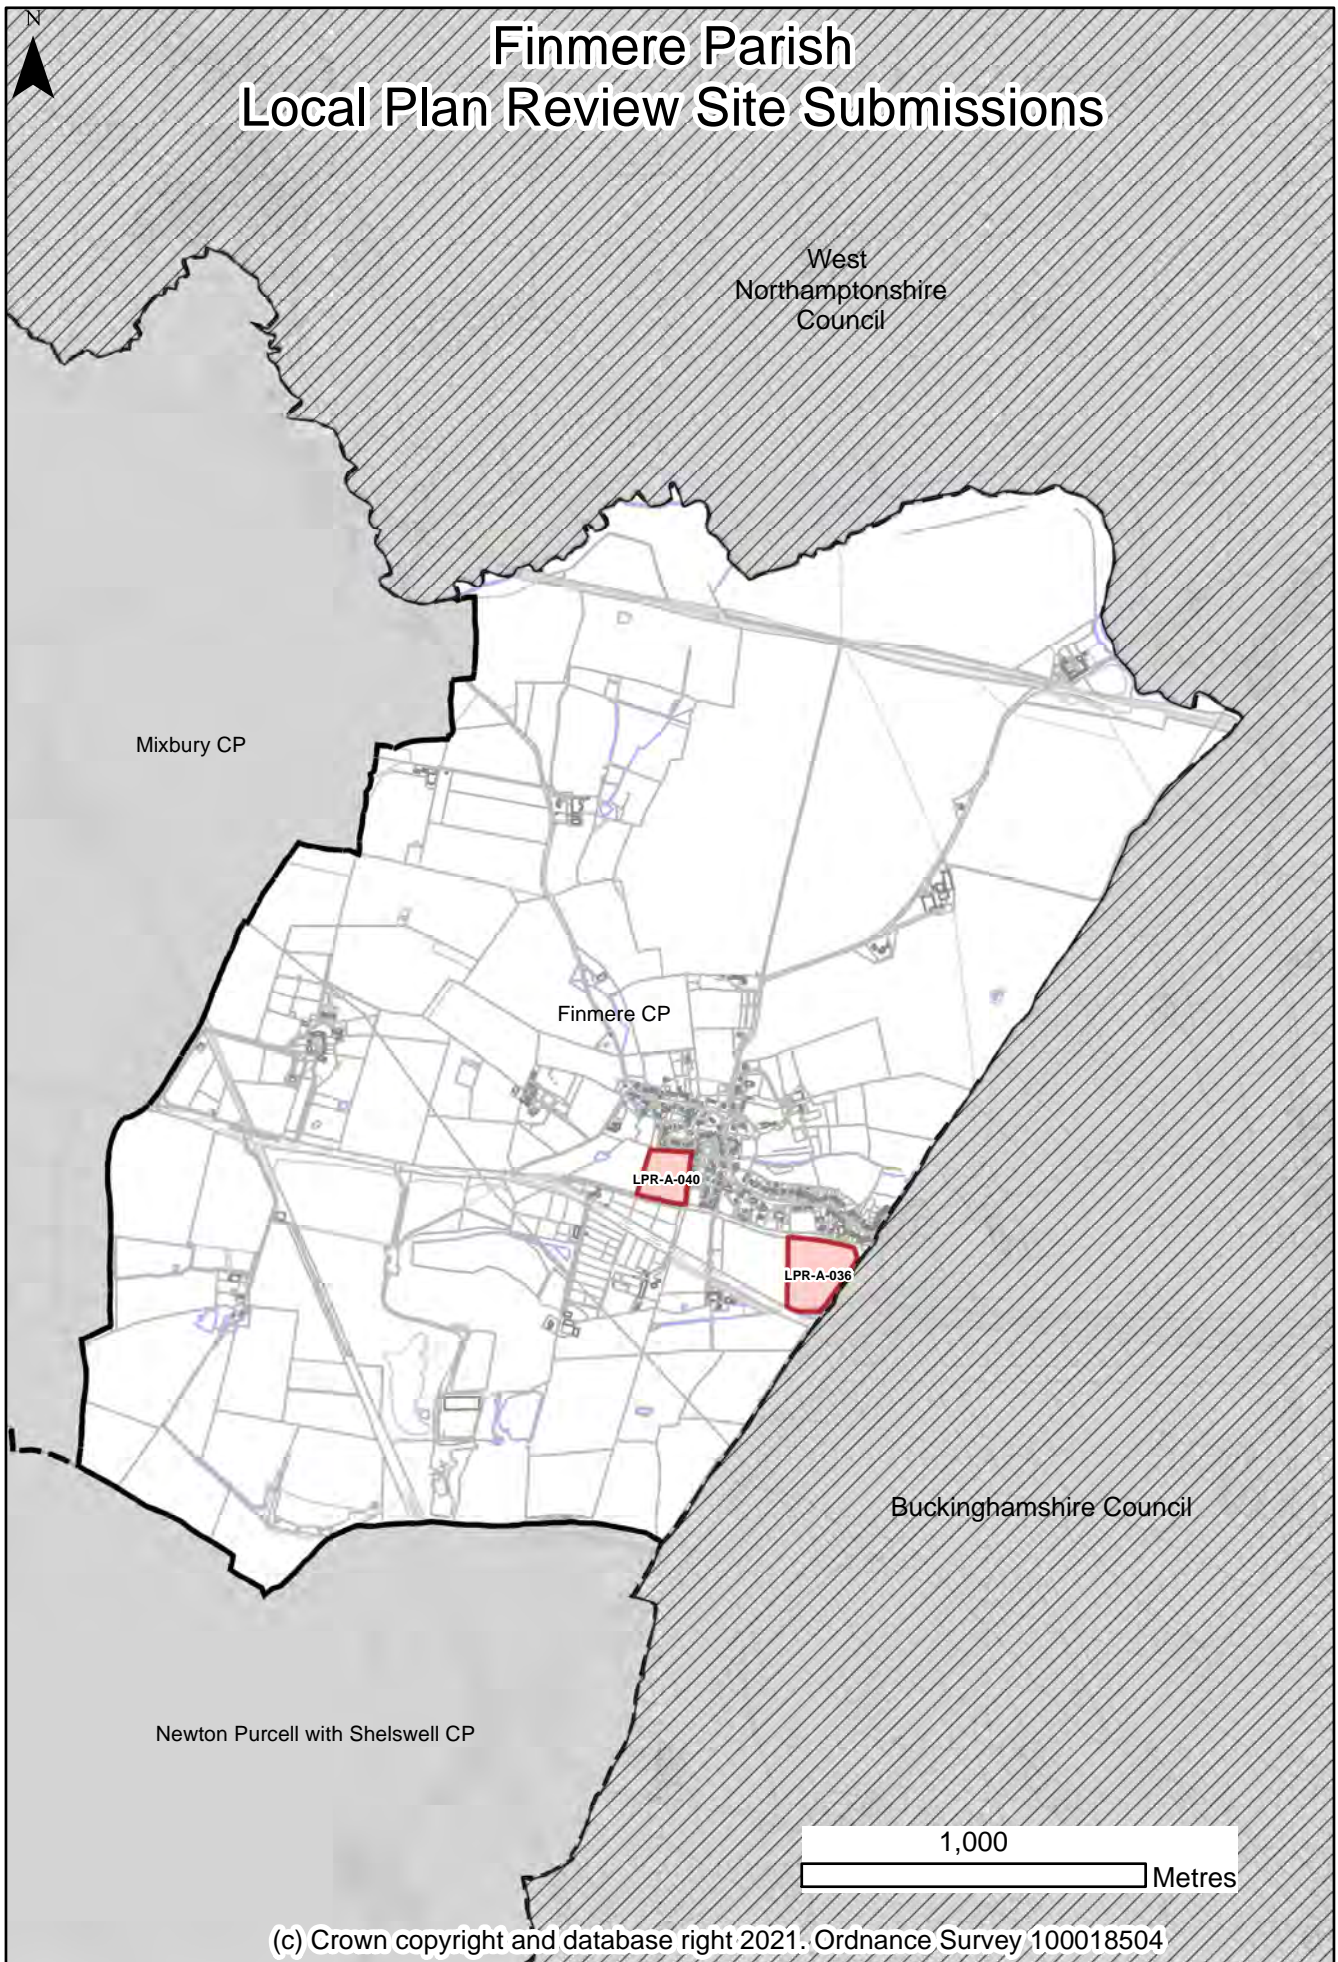 N
Finmere Parish
Local Plan Review Site Submissions
West
Northamptonshire
Council
Mixbury CP
Finmere CP
LPR-A-040
LPR-A-036
Buckinghamshire Council
Newton Purcell with Shelswell CP
1,000
Metres
(c) Crown copyright and database right 2021. Ordnance Survey 100018504